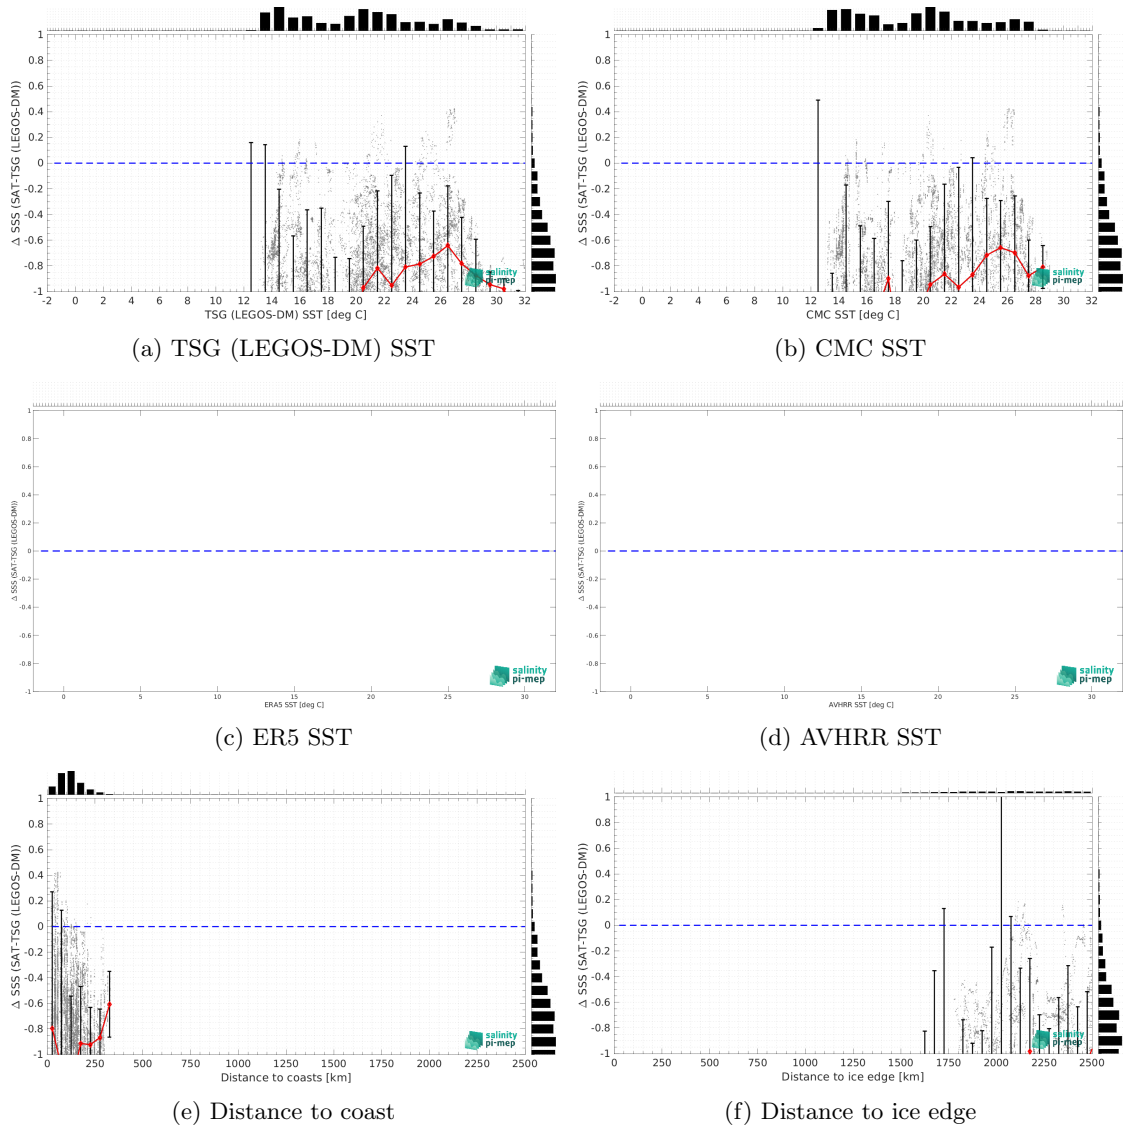 1
0.8
0.6
0.4
0.2
0
-0.2
-0.4
-0.6
-0.8
-1
Δ SSS (SAT-TSG (LEGOS-DM))
-2 0 2 4 6 8 10 12 14 16 18 20 22 24 26 28 30 32
TSG (LEGOS-DM) SST [deg C]
salinity
pi-mep
(a) TSG (LEGOS-DM) SST
1
0.8
0.6
0.4
0.2
0
-0.2
-0.4
-0.6
-0.8
-1
Δ SSS (SAT-TSG (LEGOS-DM))
-2 0 2 4 6 8 10 12 14 16 18 20 22 24 26 28 30 32
CMC SST [deg C]
salinity
pi-mep
(b) CMC SST
1
0.8
0.6
0.4
0.2
0
-0.2
-0.4
-0.6
-0.8
-1
Δ SSS (SAT-TSG (LEGOS-DM))
0 5 10 15 20 25 30
ERA5 SST [deg C]
salinity
pi-mep
(c) ER5 SST
1
0.8
0.6
0.4
0.2
0
-0.2
-0.4
-0.6
-0.8
-1
Δ SSS (SAT-TSG (LEGOS-DM))
0 5 10 15 20 25 30
AVHRR SST [deg C]
salinity
pi-mep
(d) AVHRR SST
1
0.8
0.6
0.4
0.2
0
-0.2
-0.4
-0.6
-0.8
-1
Δ SSS (SAT-TSG (LEGOS-DM))
0 250 500 750 1000 1250 1500 1750 2000 2250 2500
Distance to coasts [km]
salinity
pi-mep
(e) Distance to coast
1
0.8
0.6
0.4
0.2
0
-0.2
-0.4
-0.6
-0.8
-1
Δ SSS (SAT-TSG (LEGOS-DM))
0 250 500 750 1000 1250 1500 1750 2000 2250 2500
Distance to ice edge [km]
salinity
pi-mep
(f) Distance to ice edge